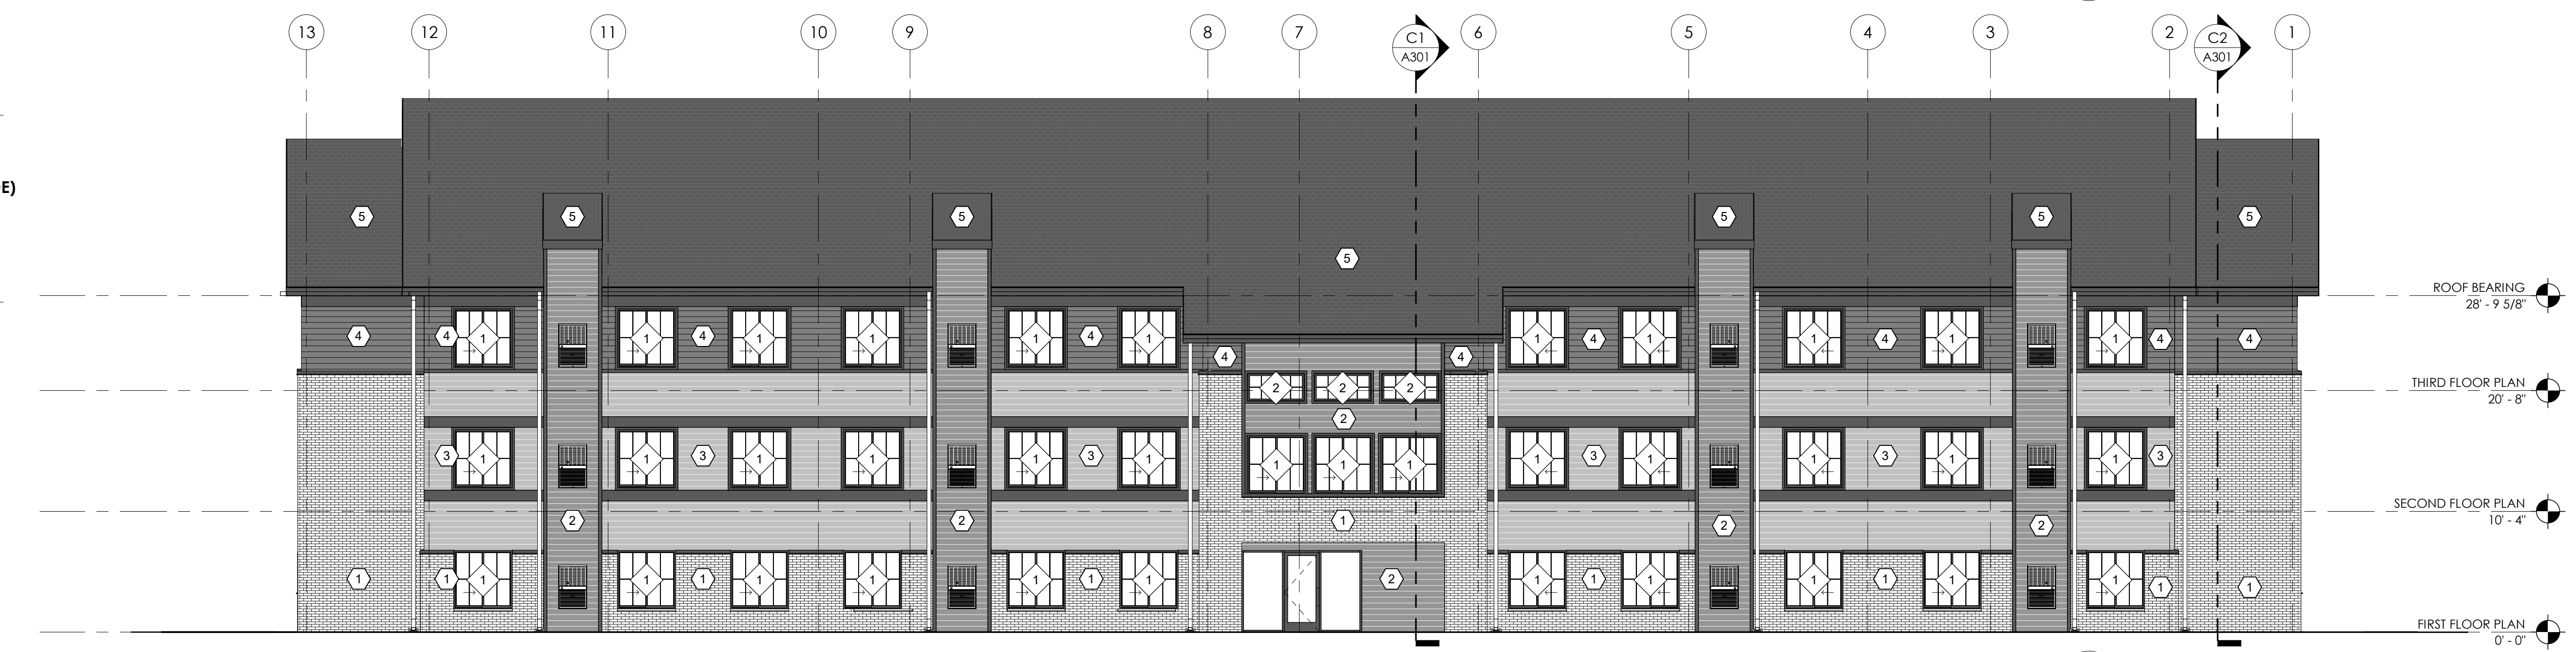 13 12 11 10 9 8 7 C1 6 5 4 3 2 C2 1
A301 A301
E)
5 5 5 5 5 5
5
ROOF BEARING
28' - 9 5/8"
4 4 1 1 4 1 1 1 4 1 1 4 1 1 4 1 1 4 4
4 4
THIRD FLOOR PLAN
20' - 8"
2 2 2
2
3 1 1 3 1 1 1 3 1 1 1 1 1 3 1 1 3 1 1 3
SECOND FLOOR PLAN
10' - 4"
2 2 1 2 2
1 1 1 1 1 1 1 1 1 1 2 1 1 1 1 1 1 1 1 1
FIRST FLOOR PLAN
0' - 0"